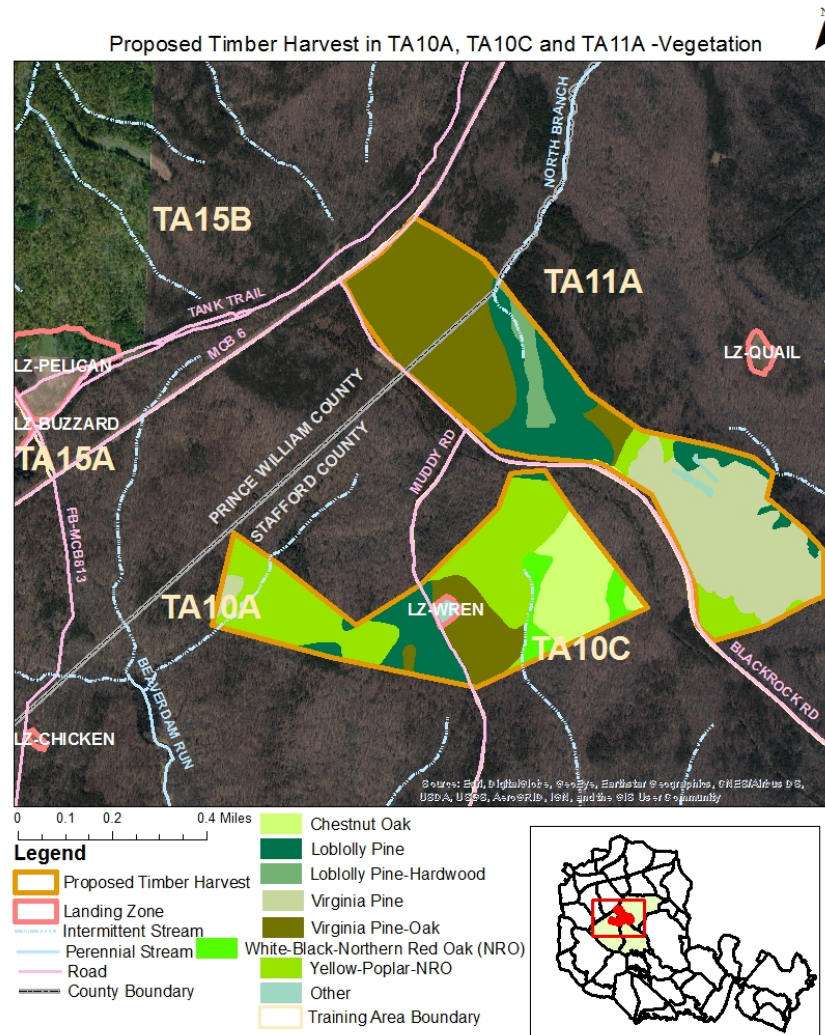 N
Proposed Timber Harvest in TA10A, TA10C and TA11A -Vegetation
NORTH BRANCH
TA15B
TA11A
TANK TRAIL
MCB 6
LZ-QUAIL
LZ-PELICAN
LZ-BUZZARD
TA15A
PRINCE WILLIAM COUNTY
STAFFORD COUNTY
MUDDY RD
FB-MCB813
TA10A
LZ-WREN
TA10C
BLACKROCK RD
BEAVERDAM RUN
LZ-CHICKEN
Source: Esri, DigitalGlobe, GeoEye, Earthstar Geographics, CNES/Airbus DS,
USDA, USGS, AeroGRID, IGN, and the GIS User Community
0 0.1 0.2 0.4 Miles
Legend
Proposed Timber Harvest
Landing Zone
Intermittent Stream
Perennial Stream
Road
County Boundary
Chestnut Oak
Loblolly Pine
Loblolly Pine-Hardwood
Virginia Pine
Virginia Pine-Oak
White-Black-Northern Red Oak (NRO)
Yellow-Poplar-NRO
Other
Training Area Boundary